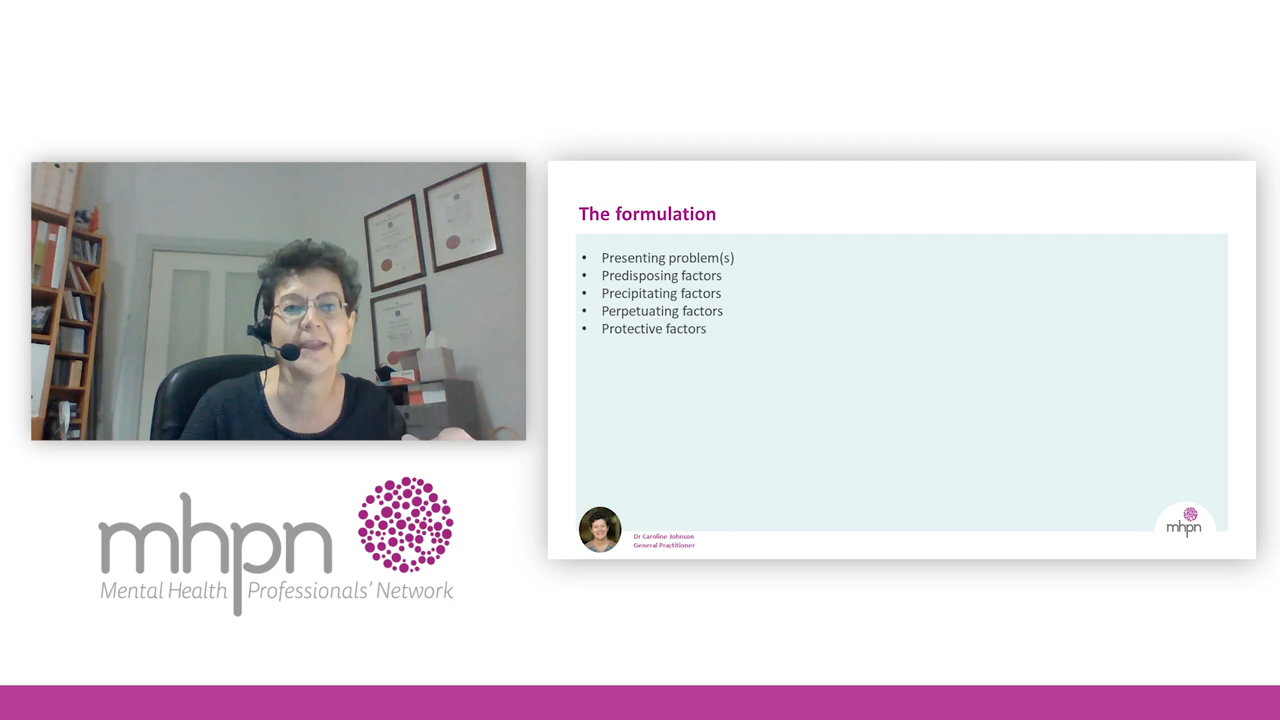 The formulation
• Presenting problem(s)
• Predisposing factors
• Precipitating factors
• Perpetuating factors
• Protective factors
Dr Caroline Johnson
General Practitioner
mhpn
mhpn
Mental Health Professionals' Network